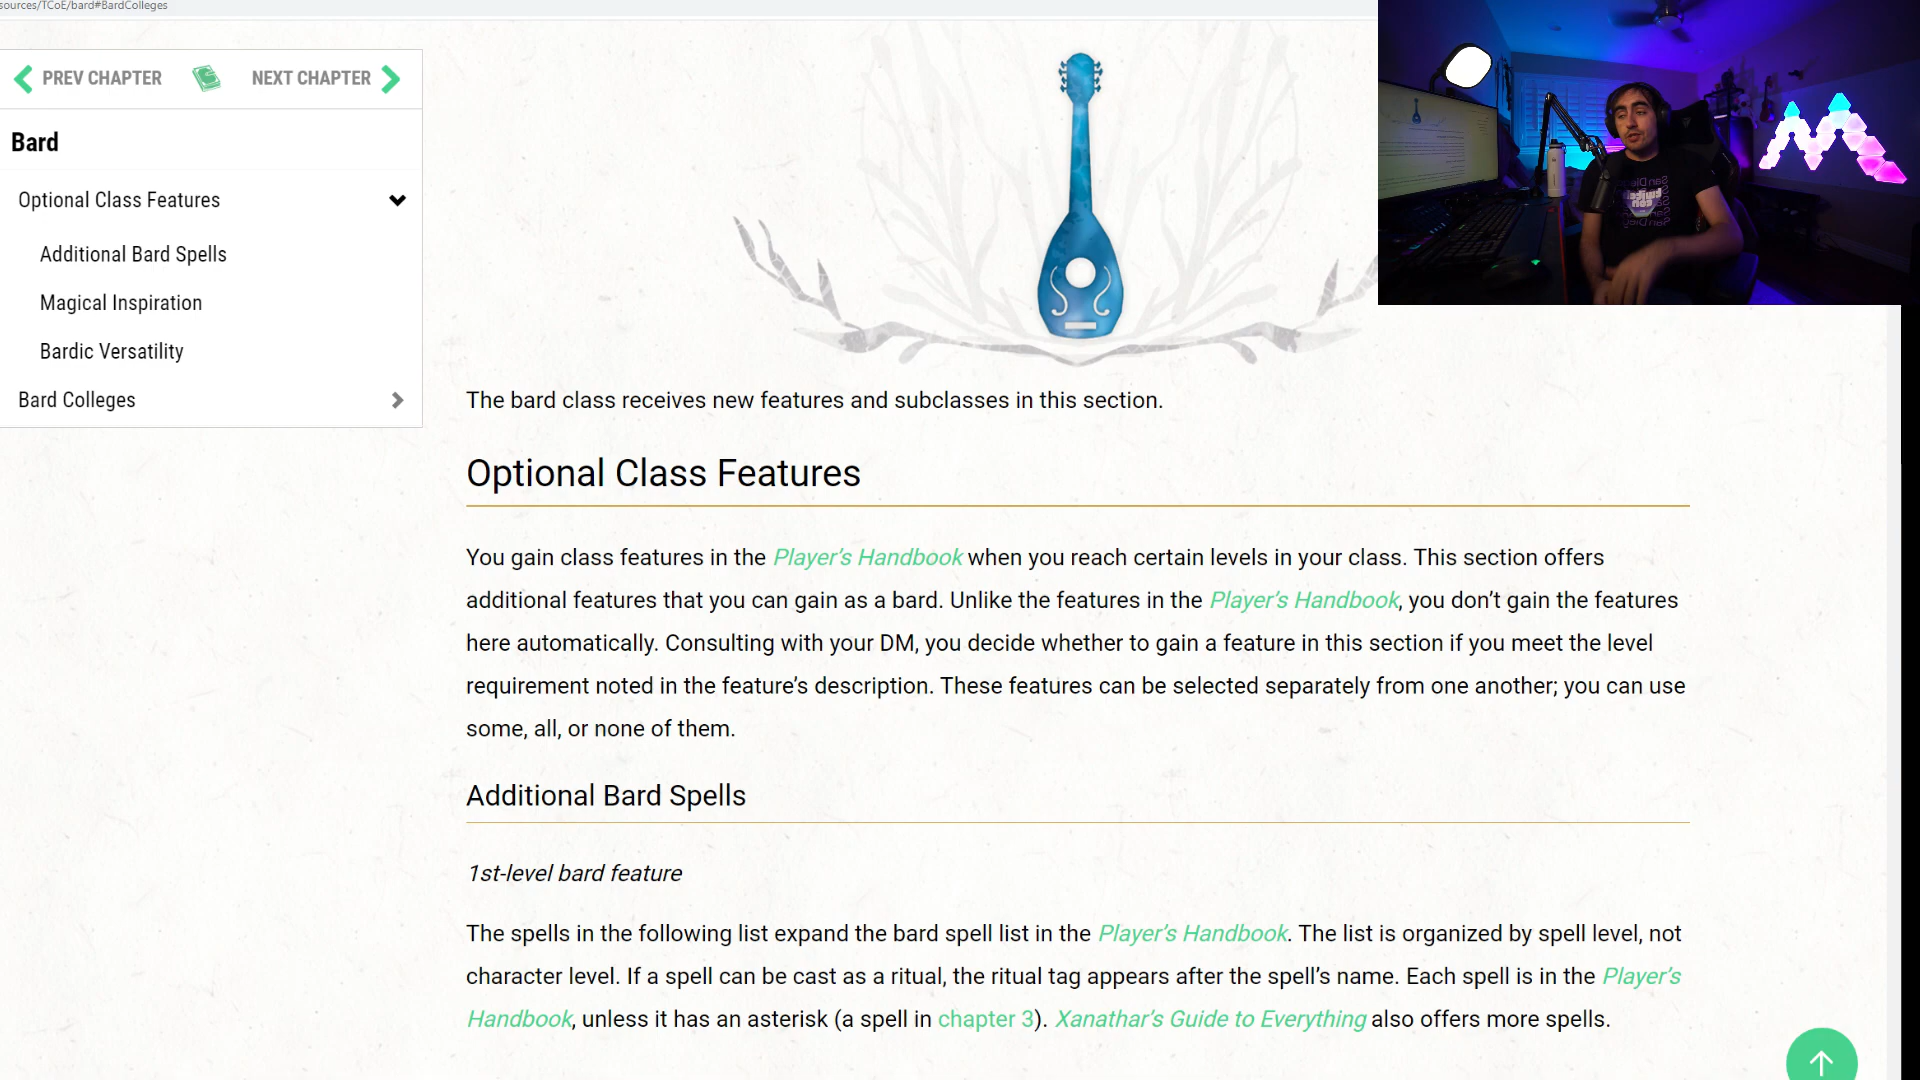 sources/TCoE/bard#BardColleges
PREV CHAPTER
NEXT CHAPTER
Bard
Optional Class Features
Additional Bard Spells
Magical Inspiration
Bardic Versatility
Bard Colleges
The bard class receives new features and subclasses in this section.
Optional Class Features
You gain class features in the Player’s Handbook when you reach certain levels in your class. This section offers
additional features that you can gain as a bard. Unlike the features in the Player’s Handbook, you don’t gain the features
here automatically. Consulting with your DM, you decide whether to gain a feature in this section if you meet the level
requirement noted in the feature’s description. These features can be selected separately from one another; you can use
some, all, or none of them.
Additional Bard Spells
1st-level bard feature
The spells in the following list expand the bard spell list in the Player’s Handbook. The list is organized by spell level, not
character level. If a spell can be cast as a ritual, the ritual tag appears after the spell’s name. Each spell is in the Player’s
Handbook, unless it has an asterisk (a spell in chapter 3). Xanathar’s Guide to Everything also offers more spells.